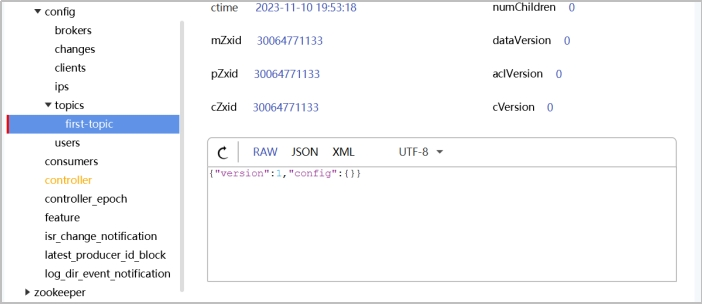 config
brokers
changes
clients
ips
topics
first-topic
users
consumers
controller
controller_epoch
feature
isr_change_notification
latest_producer_id_block
log_dir_event_notification
zookeeper
ctime 2023-11-10 19:53:18 numChildren 0
mZxid 30064771133 dataVersion 0
pZxid 30064771133 aclVersion 0
cZxid 30064771133 cVersion 0
RAW JSON XML UTF-8
{"version":1,"config":{}}